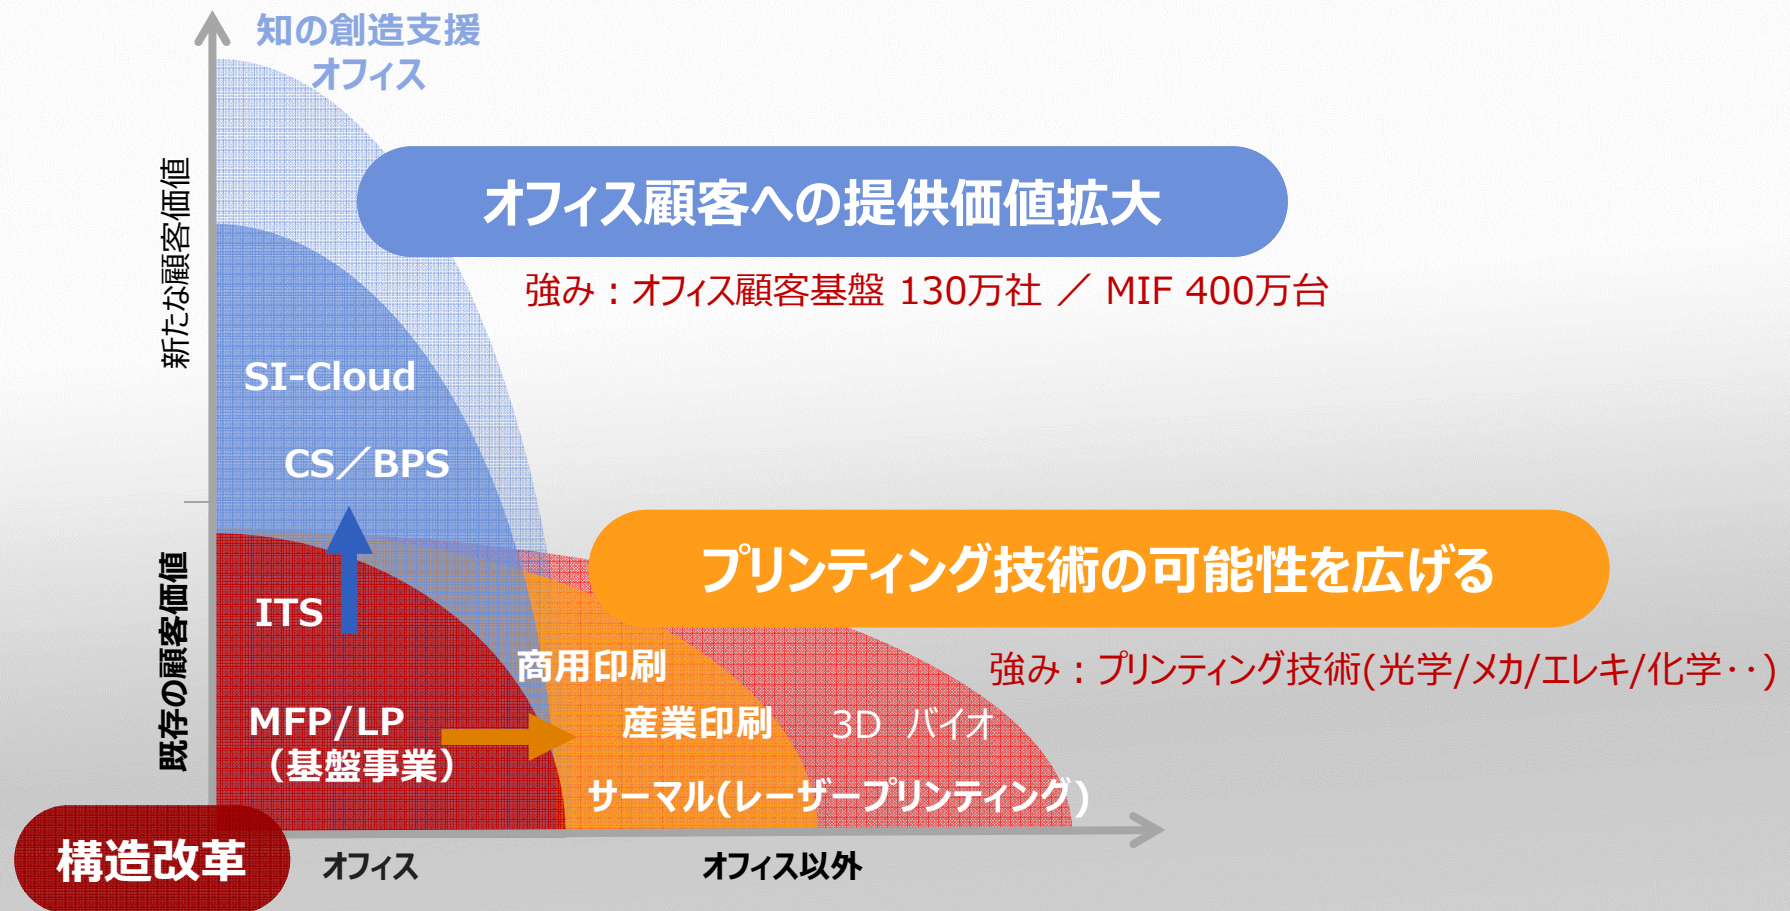 知の創造支援
オフィス
新たな顧客価値
オフィス顧客への提供価値拡大
強み:オフィス顧客基盤 130万社 / MIF 400万台
SI-Cloud
CS/BPS
既存の顧客価値
プリンティング技術の可能性を広げる
強み:プリンティング技術(光学/メカ/エレキ/化学・・)
ITS
商用印刷
MFP/LP
(基盤事業)
産業印刷
3D バイオ
サーマル(レーザープリンティング)
構造改革
オフィス
オフィス以外